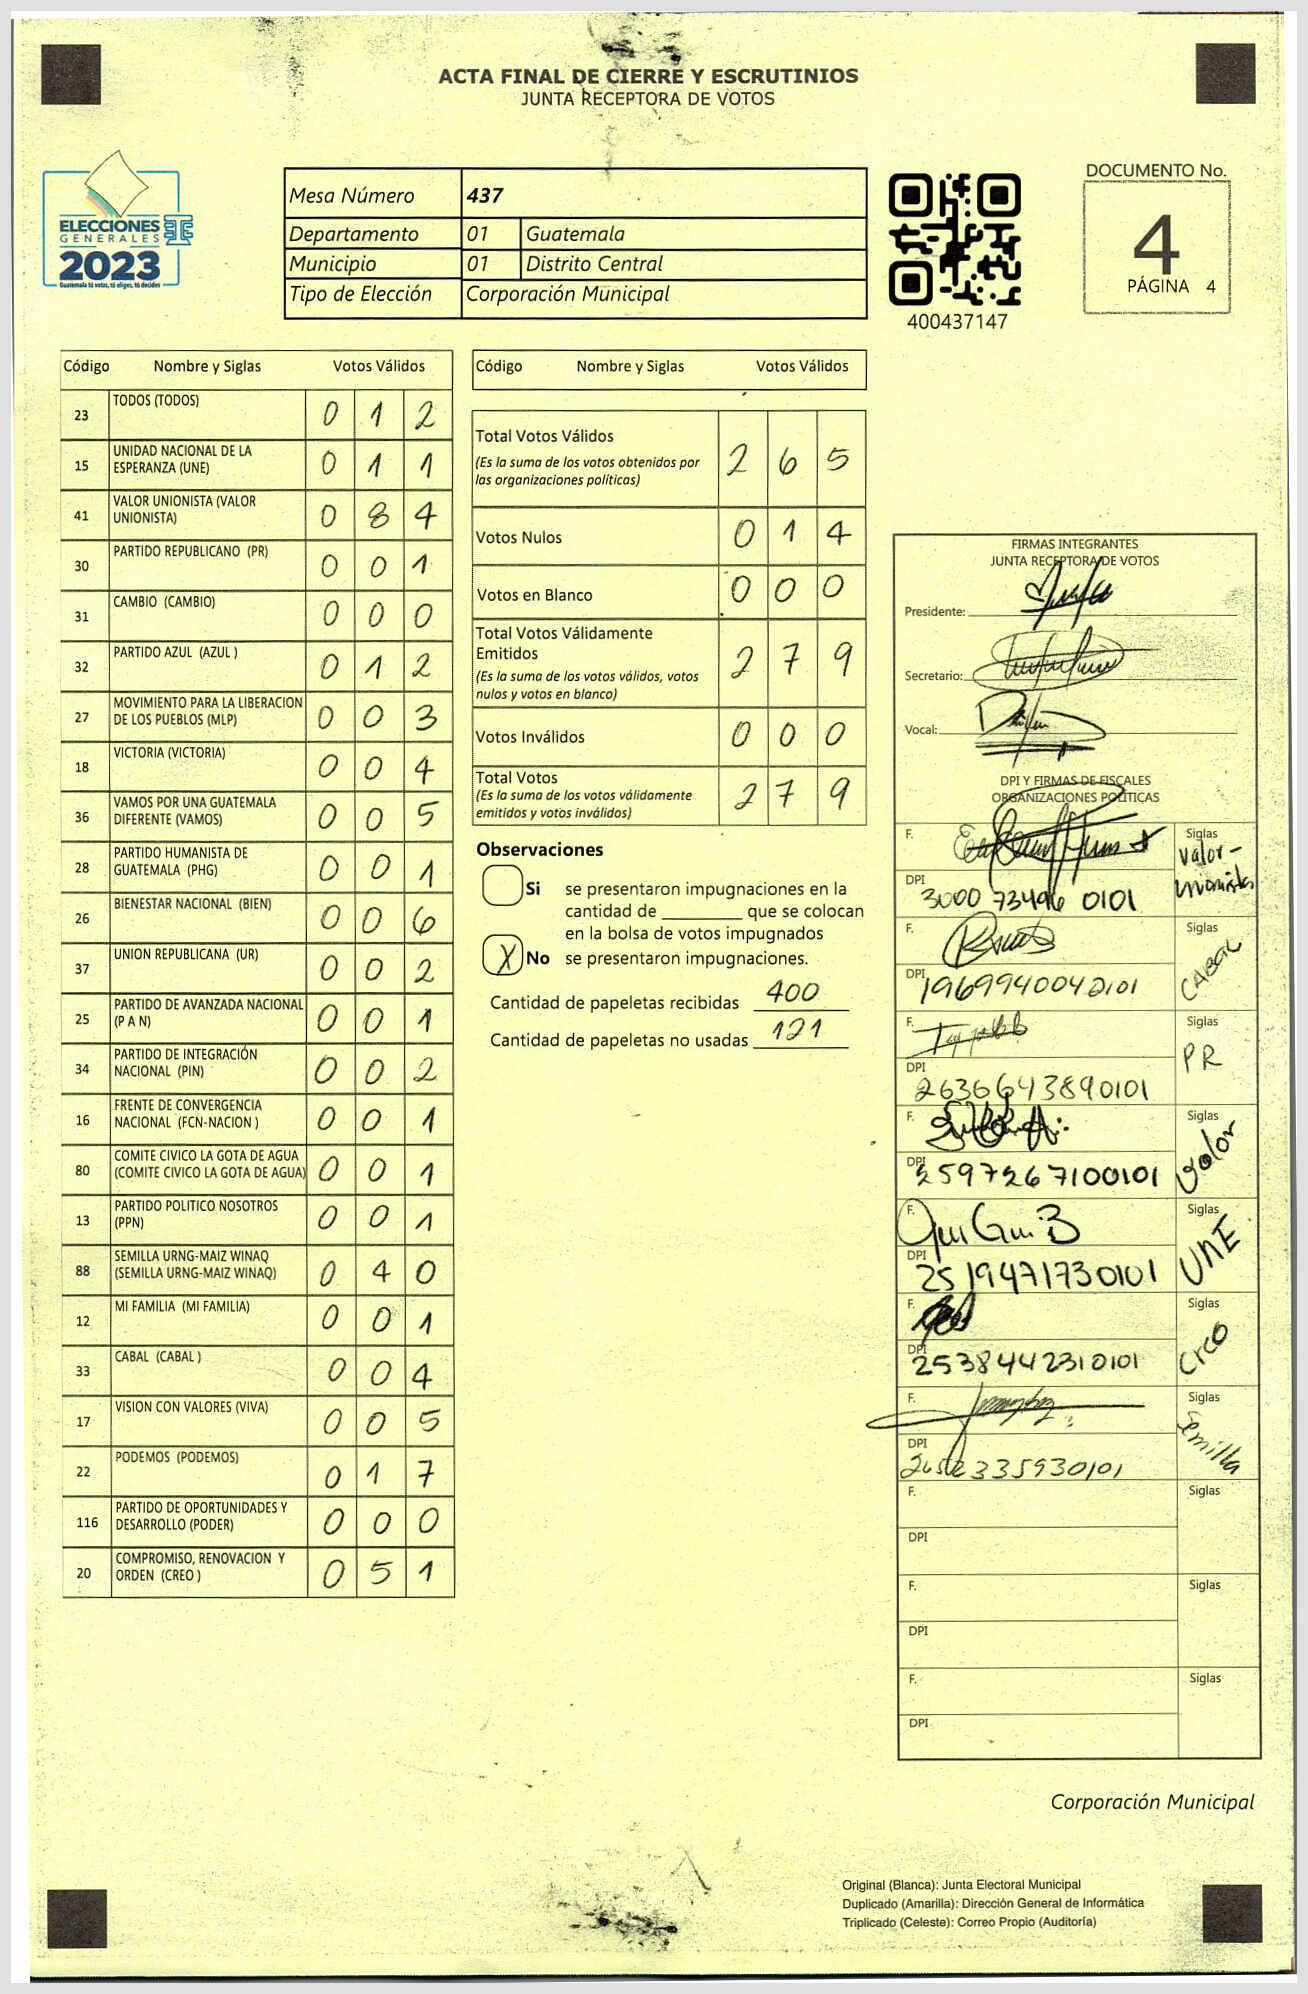 ACTA FINAL DE CIERRE Y ESCRUTINIOS
JUNTA RECEPTORA DE VOTOS
ELECCIONES
GENERALES
2023
Guatemala tú votas, tú eliges, tú decides
Mesa Número 437
Departamento 01 Guatemala
Municipio 01 Distrito Central
Tipo de Elección Corporación Municipal
400437147
DOCUMENTO No.
4
PÁGINA 4
Código Nombre y Siglas Votos Válidos
23 TODOS (TODOS) 0 1 2
15 UNIDAD NACIONAL DE LA
ESPERANZA (UNE) 0 1 1
41 VALOR UNIONISTA (VALOR
UNIONISTA) 0 8 4
30 PARTIDO REPUBLICANO (PR) 0 0 1
31 CAMBIO (CAMBIO) 0 0 0
32 PARTIDO AZUL (AZUL ) 0 1 2
27 MOVIMIENTO PARA LA LIBERACION
DE LOS PUEBLOS (MLP) 0 0 3
18 VICTORIA (VICTORIA) 0 0 4
36 VAMOS POR UNA GUATEMALA
DIFERENTE (VAMOS) 0 0 5
28 PARTIDO HUMANISTA DE
GUATEMALA (PHG) 0 0 1
26 BIENESTAR NACIONAL (BIEN) 0 0 6
37 UNION REPUBLICANA (UR) 0 0 2
25 PARTIDO DE AVANZADA NACIONAL
(P A N) 0 0 1
34 PARTIDO DE INTEGRACIÓN
NACIONAL (PIN) 0 0 2
16 FRENTE DE CONVERGENCIA
NACIONAL (FCN-NACION ) 0 0 1
80 COMITE CIVICO LA GOTA DE AGUA
(COMITE CIVICO LA GOTA DE AGUA) 0 0 1
13 PARTIDO POLITICO NOSOTROS
(PPN) 0 0 1
88 SEMILLA URNG-MAIZ WINAQ
(SEMILLA URNG-MAIZ WINAQ) 0 4 0
12 MI FAMILIA (MI FAMILIA) 0 0 1
33 CABAL (CABAL ) 0 0 4
17 VISION CON VALORES (VIVA) 0 0 5
22 PODEMOS (PODEMOS) 0 1 7
116 PARTIDO DE OPORTUNIDADES Y
DESARROLLO (PODER) 0 0 0
20 COMPROMISO, RENOVACION Y
ORDEN (CREO ) 0 5 1
Código Nombre y Siglas Votos Válidos
Total Votos Válidos 2 6 5
(Es la suma de los votos obtenidos por
las organizaciones políticas)
Votos Nulos 0 1 4
Votos en Blanco 0 0 0
Total Votos Válidamente
Emitidos 2 7 9
(Es la suma de los votos válidos, votos
nulos y votos en blanco)
Votos Inválidos 0 0 0
Total Votos 2 7 9
(Es la suma de los votos válidamente
emitidos y votos inválidos)
Observaciones
Si se presentaron impugnaciones en la
cantidad de ________ que se colocan
en la bolsa de votos impugnados
X No se presentaron impugnaciones.
Cantidad de papeletas recibidas 400
Cantidad de papeletas no usadas 121
FIRMAS INTEGRANTES
JUNTA RECEPTORA DE VOTOS
Presidente:
Secretario:
Vocal:
DPI Y FIRMAS DE FISCALES
ORGANIZACIONES POLÍTICAS
F. Siglas
Valor-
unionista
DPI
3000 73496 0101
F. Siglas
CABAL
DPI
1969940042101
F. Siglas
PR
DPI
2636643890101
F. Siglas
Valor
DPI
2597267100101
F. Siglas
UNE
DPI
2519471730101
F. Siglas
Creo
DPI
2538442310101
F. Siglas
Semilla
DPI
F. Siglas
DPI
F. Siglas
DPI
F. Siglas
DPI
Corporación Municipal
Original (Blanca): Junta Electoral Municipal
Duplicado (Amarilla): Dirección General de Informática
Triplicado (Celeste): Correo Propio (Auditoría)